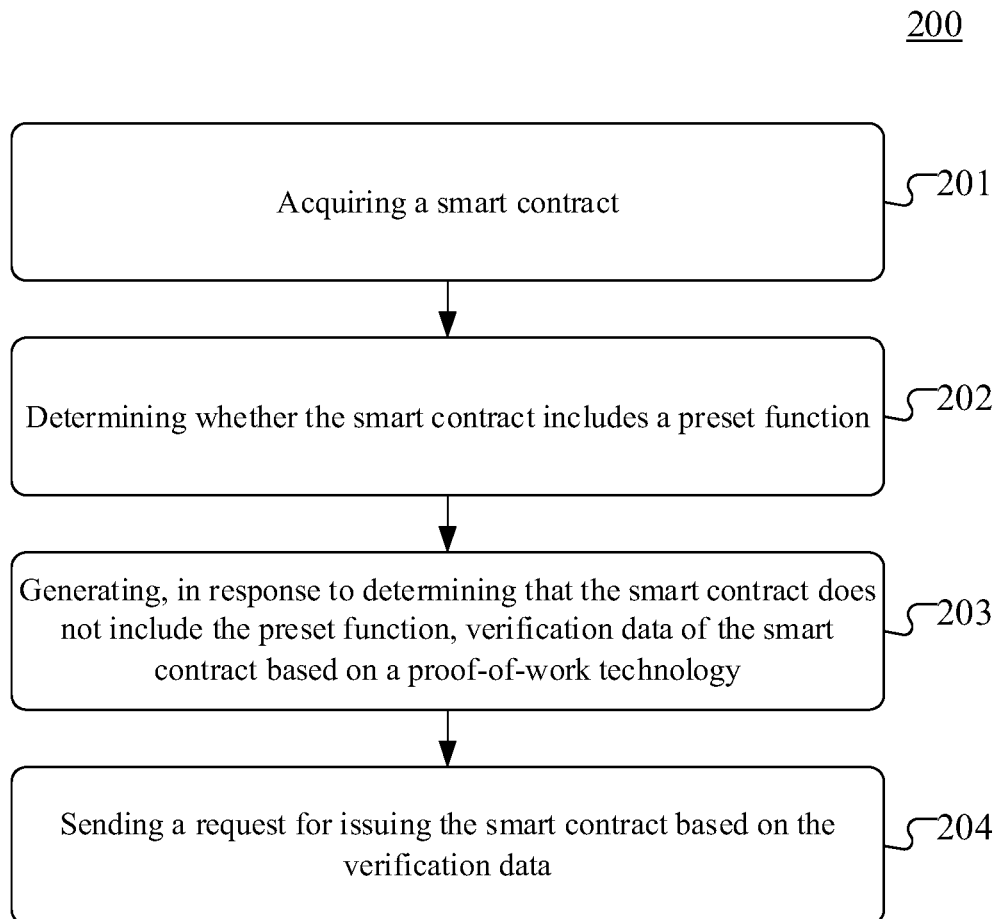 200
Acquiring a smart contract
201
Determining whether the smart contract includes a preset function
202
Generating, in response to determining that the smart contract does
not include the preset function, verification data of the smart
contract based on a proof-of-work technology
203
Sending a request for issuing the smart contract based on the
verification data
204